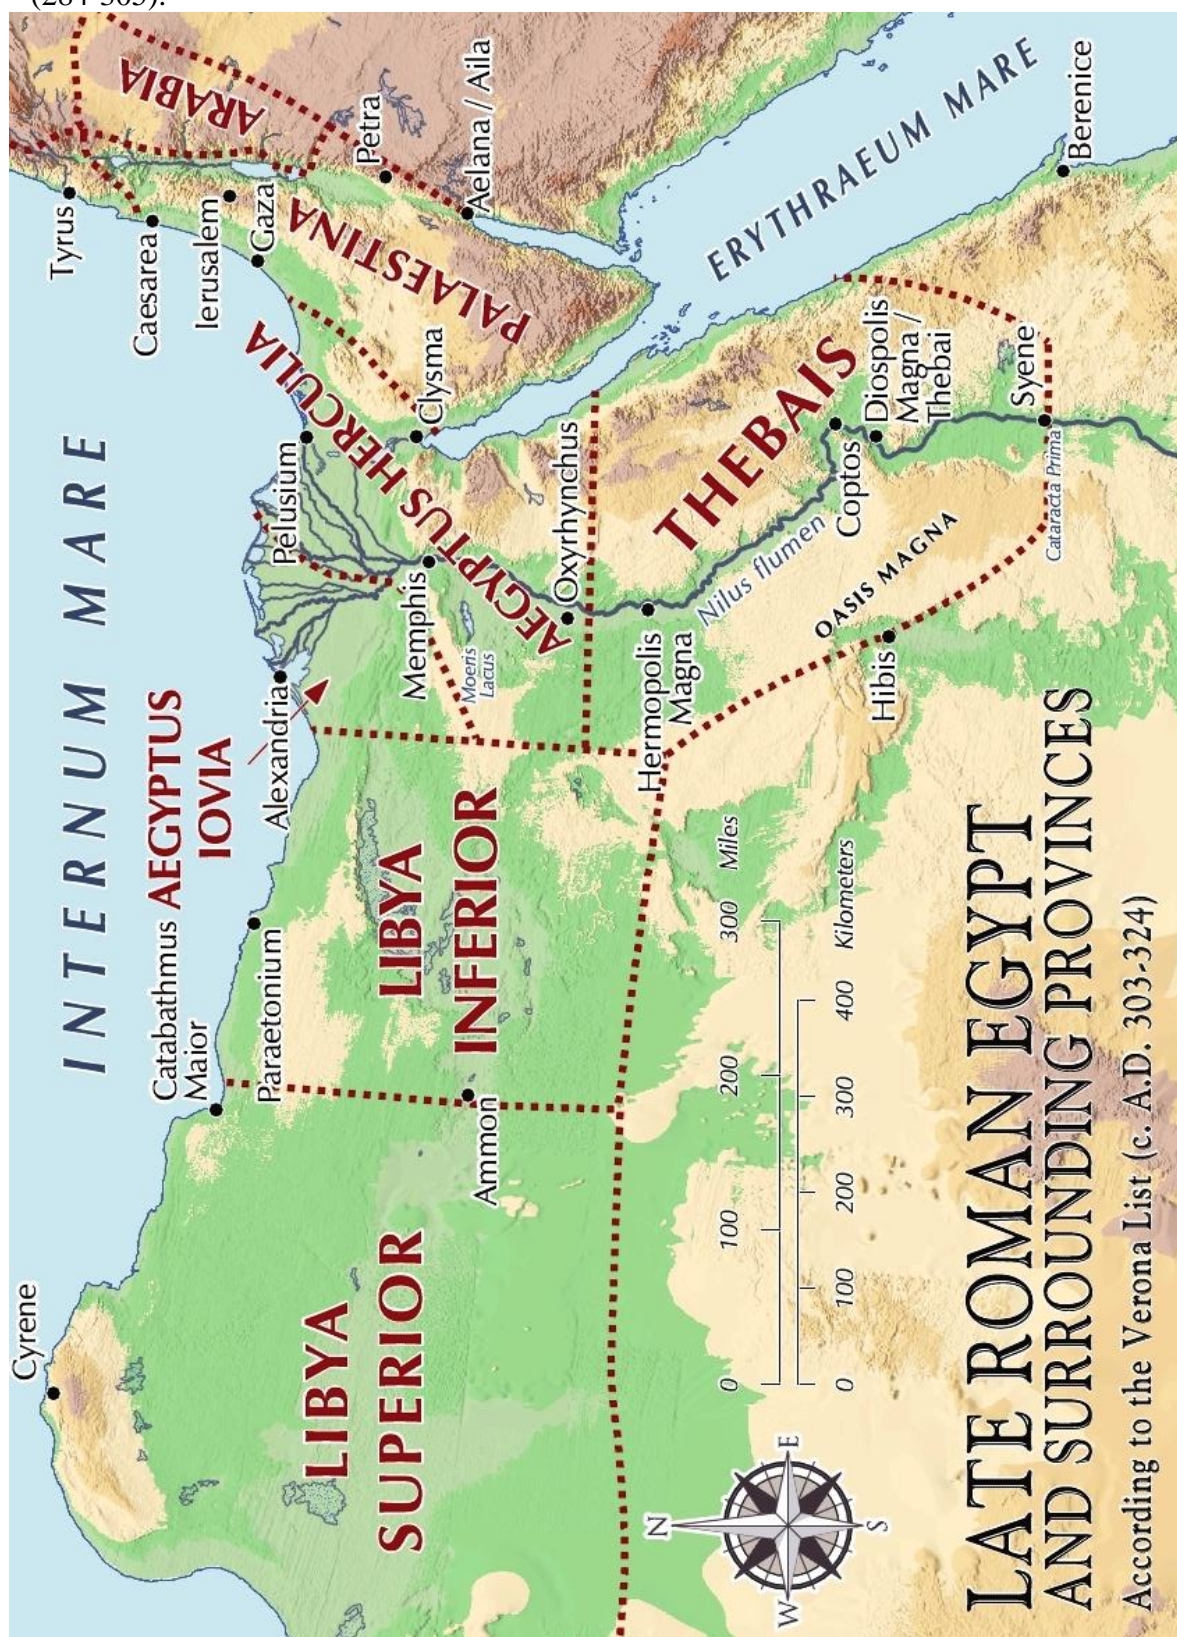 (284-305).
INTERNUM MARE
Cyrene
Catabathmus
Maior
Paraetonium
AEGYPTUS
IOVIA
Alexandria
Pelusium
Tyrus
Caesarea
Ierusalem
Gaza
ARABIA
Petra
Aelana / Aila
PALAESTINA
AEGYPTUS HERCULIA
Clysma
Memphis
Moeris
Lacus
Oxyrhynchus
LIBYA
SUPERIOR
Ammon
LIBYA
INFERIOR
Hermopolis
Magna
THEBAIS
Nilus flumen
ERYTHRAEUM MARE
Berenice
Coptos
Diospolis
Magna /
Thebai
OASIS MAGNA
Hibis
Syene
Cataracta Prima
N
W
E
S
0 100 200 300 Miles
0 100 200 300 400 Kilometers
LATE ROMAN EGYPT
AND SURROUNDING PROVINCES
According to the Verona List (c. A.D. 303-324)